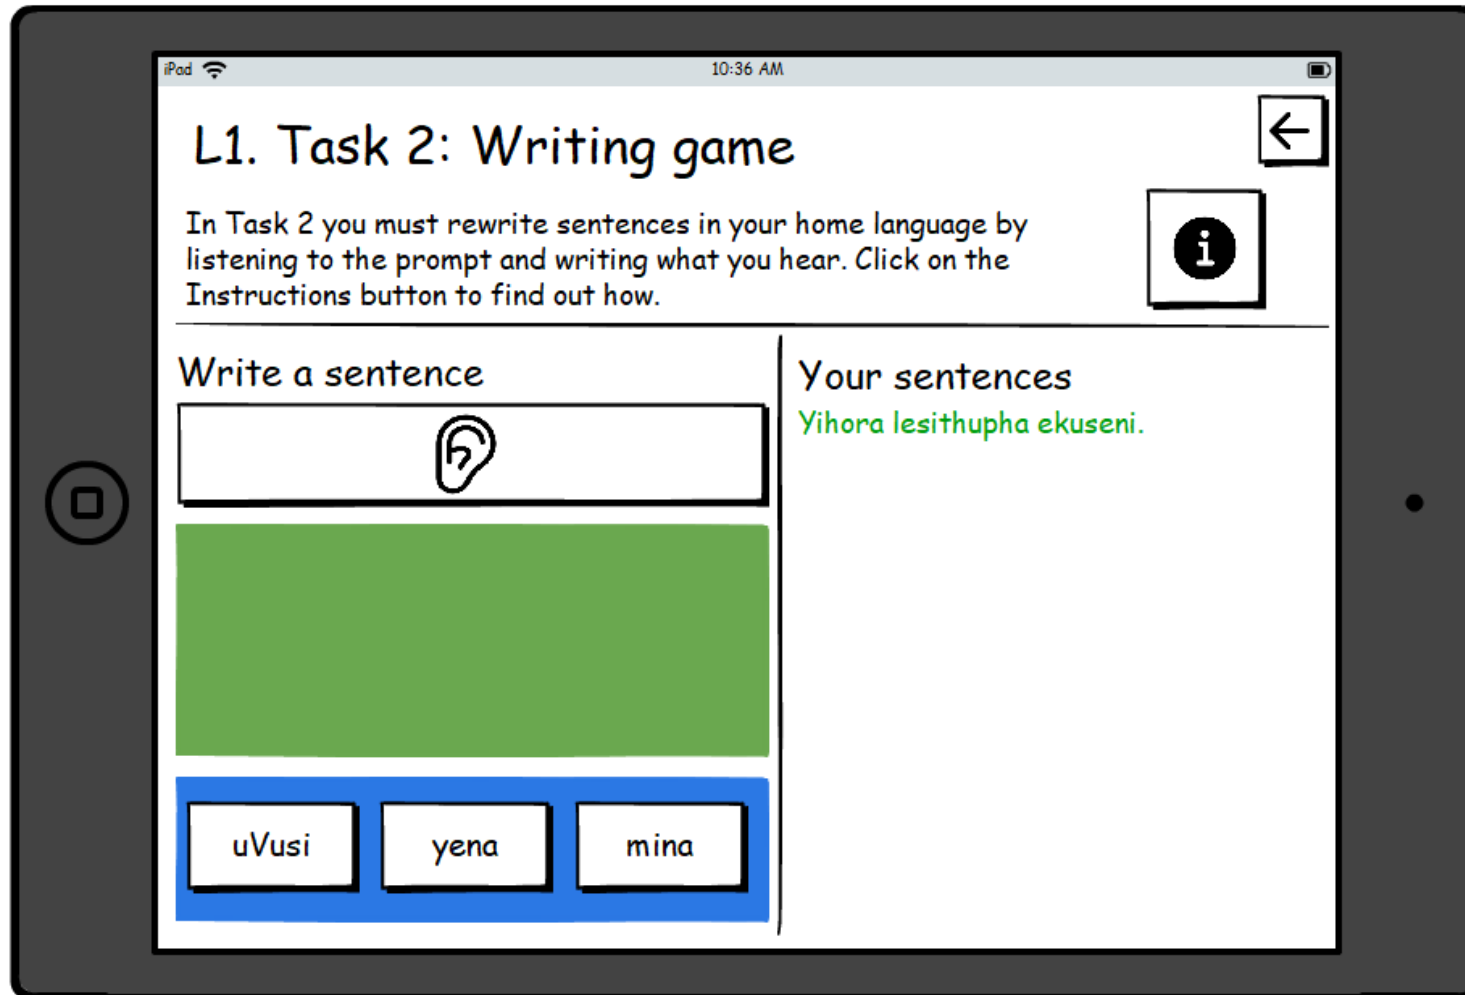 iPad 10:36 AM
L1. Task 2: Writing game
In Task 2 you must rewrite sentences in your home language by
listening to the prompt and writing what you hear. Click on the
Instructions button to find out how.
Write a sentence
Your sentences
Yihora lesithupha ekuseni.
uVusi yena mina